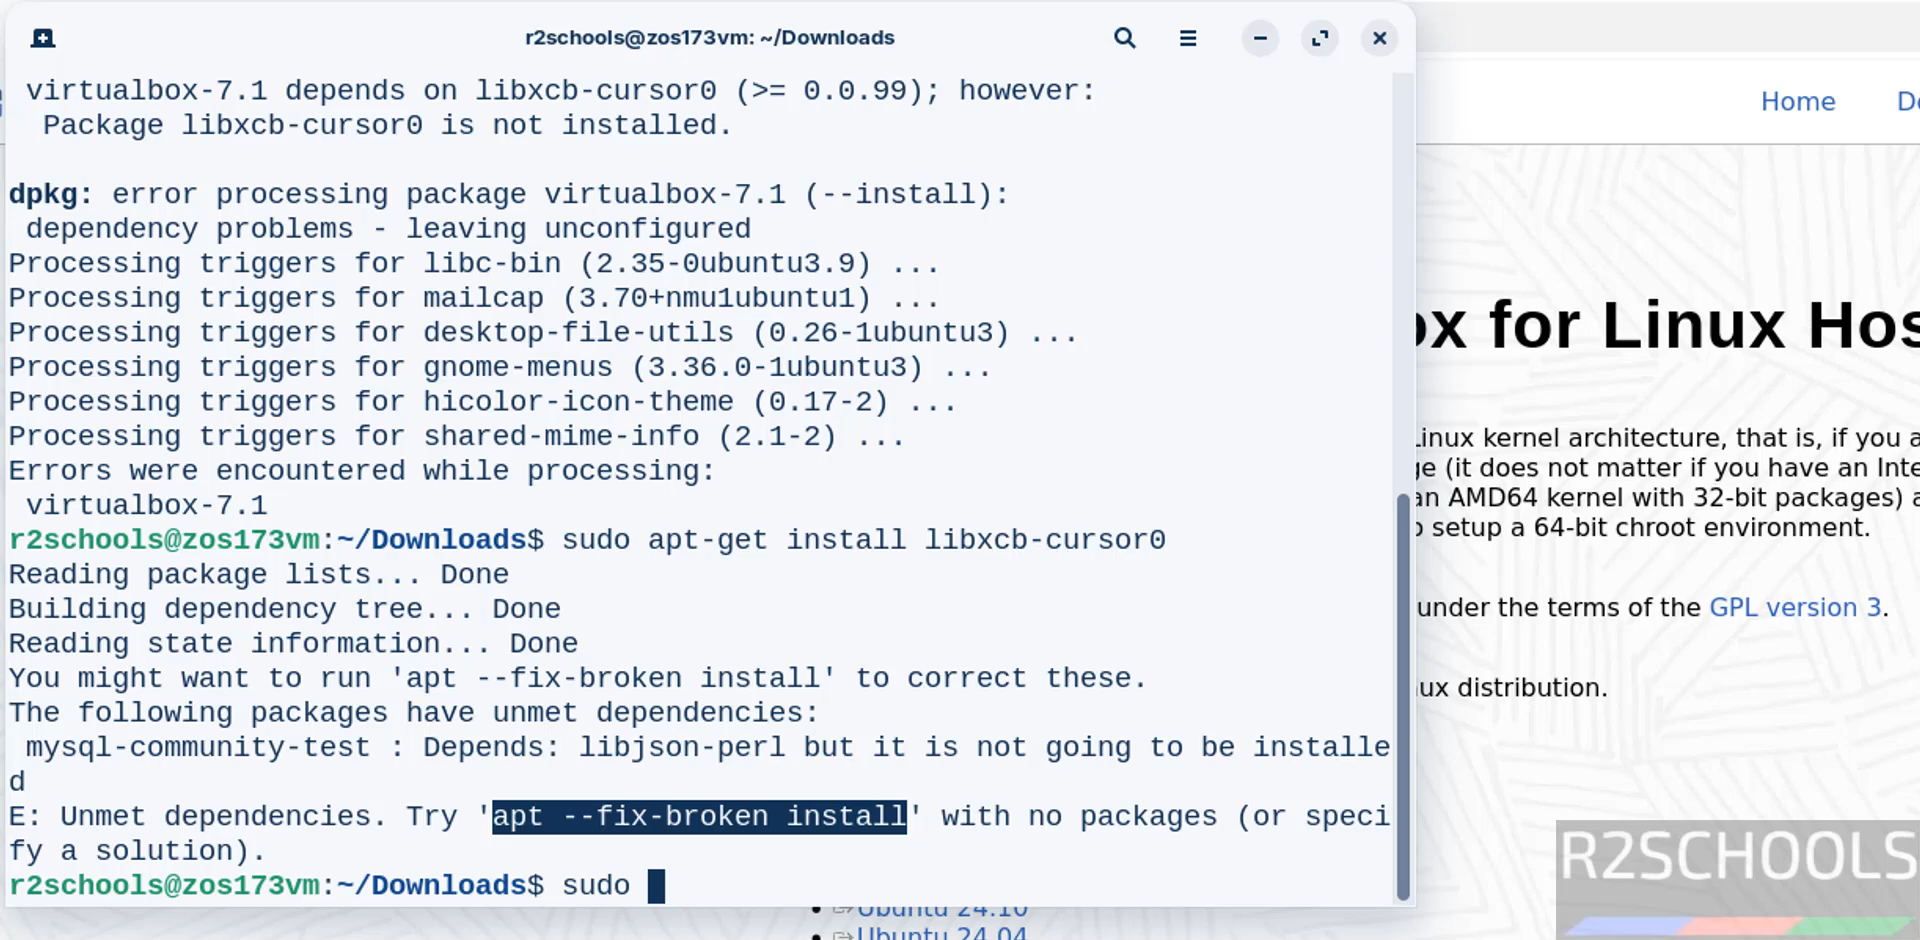 r2schools@zos173vm: ~/Downloads
virtualbox-7.1 depends on libxcb-cursor0 (>= 0.0.99); however:
Package libxcb-cursor0 is not installed.
dpkg: error processing package virtualbox-7.1 (--install):
dependency problems - leaving unconfigured
Processing triggers for libc-bin (2.35-0ubuntu3.9) ...
Processing triggers for mailcap (3.70+nmu1ubuntu1) ...
Processing triggers for desktop-file-utils (0.26-1ubuntu3) ...
Processing triggers for gnome-menus (3.36.0-1ubuntu3) ...
Processing triggers for hicolor-icon-theme (0.17-2) ...
Processing triggers for shared-mime-info (2.1-2) ...
Errors were encountered while processing:
virtualbox-7.1
r2schools@zos173vm:~/Downloads$ sudo apt-get install libxcb-cursor0
Reading package lists... Done
Building dependency tree... Done
Reading state information... Done
You might want to run 'apt --fix-broken install' to correct these.
The following packages have unmet dependencies:
mysql-community-test : Depends: libjson-perl but it is not going to be installe
d
E: Unmet dependencies. Try 'apt --fix-broken install' with no packages (or speci
fy a solution).
r2schools@zos173vm:~/Downloads$ sudo
Home
ox for Linux Hos
Linux kernel architecture, that is, if you a
ge (it does not matter if you have an Inte
an AMD64 kernel with 32-bit packages) a
o setup a 64-bit chroot environment.
under the terms of the GPL version 3.
ux distribution.
Ubuntu 24.10
Ubuntu 24.04
R2SCHOOLS